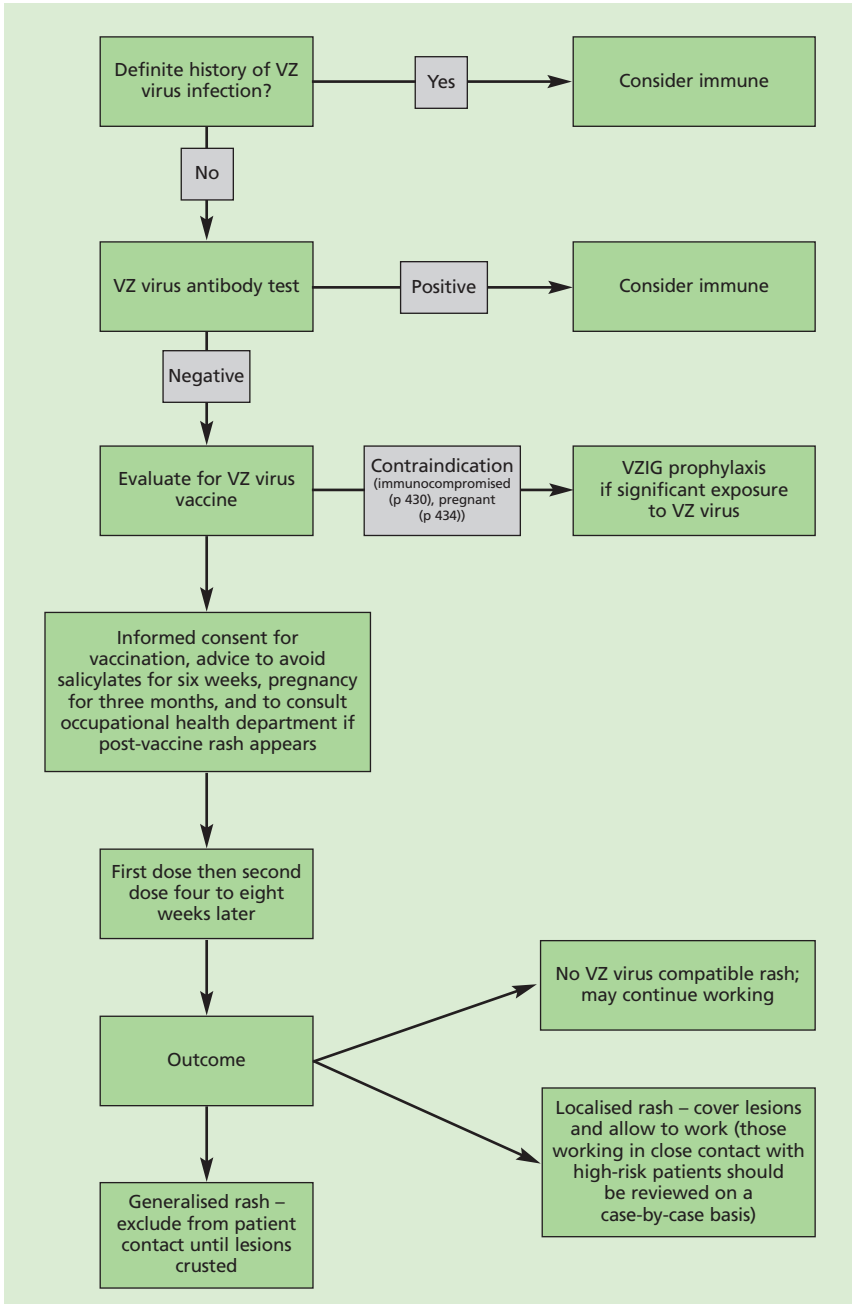 Definite history of VZ
virus infection?
Yes
Consider immune
No
VZ virus antibody test
Positive
Consider immune
Negative
Evaluate for VZ virus
vaccine
Contraindication
(immunocompromised
(p 430), pregnant
(p 434))
VZIG prophylaxis
if significant exposure
to VZ virus
Informed consent for
vaccination, advice to avoid
salicylates for six weeks, pregnancy
for three months, and to consult
occupational health department if
post-vaccine rash appears
First dose then second
dose four to eight
weeks later
Outcome
No VZ virus compatible rash;
may continue working
Localised rash – cover lesions
and allow to work (those
working in close contact with
high-risk patients should
be reviewed on a
case-by-case basis)
Generalised rash –
exclude from patient
contact until lesions
crusted